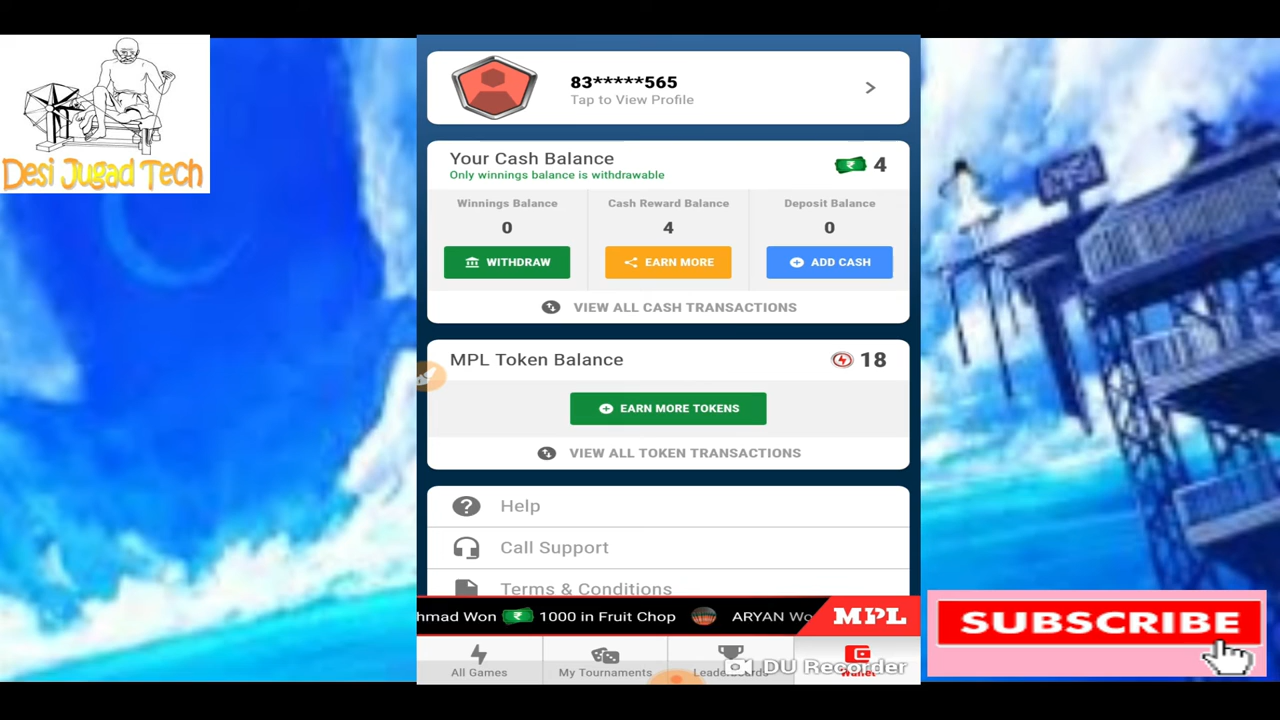 Desi Jugad Tech
83*****565
Tap to View Profile
Your Cash Balance
Only winnings balance is withdrawable
4
Winnings Balance
0
WITHDRAW
Cash Reward Balance
4
EARN MORE
Deposit Balance
0
ADD CASH
VIEW ALL CASH TRANSACTIONS
MPL Token Balance
18
EARN MORE TOKENS
VIEW ALL TOKEN TRANSACTIONS
Help
Call Support
Terms & Conditions
hmad Won ₹ 1000 in Fruit Chop ARYAN Wo
MPL
All Games
My Tournaments
Leaderboards
Wallet
DU Recorder
SUBSCRIBE